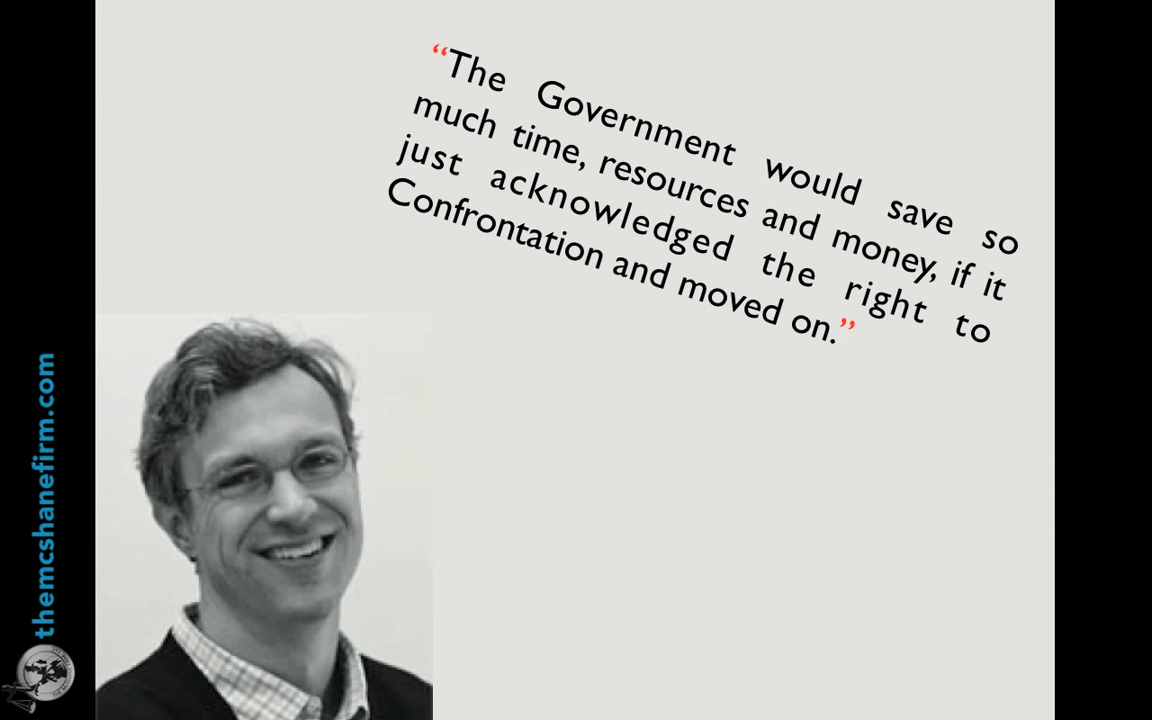 “The Government would save so
much time, resources and money, if it
just acknowledged the right to
Confrontation and moved on.”
themcshanefirm.com